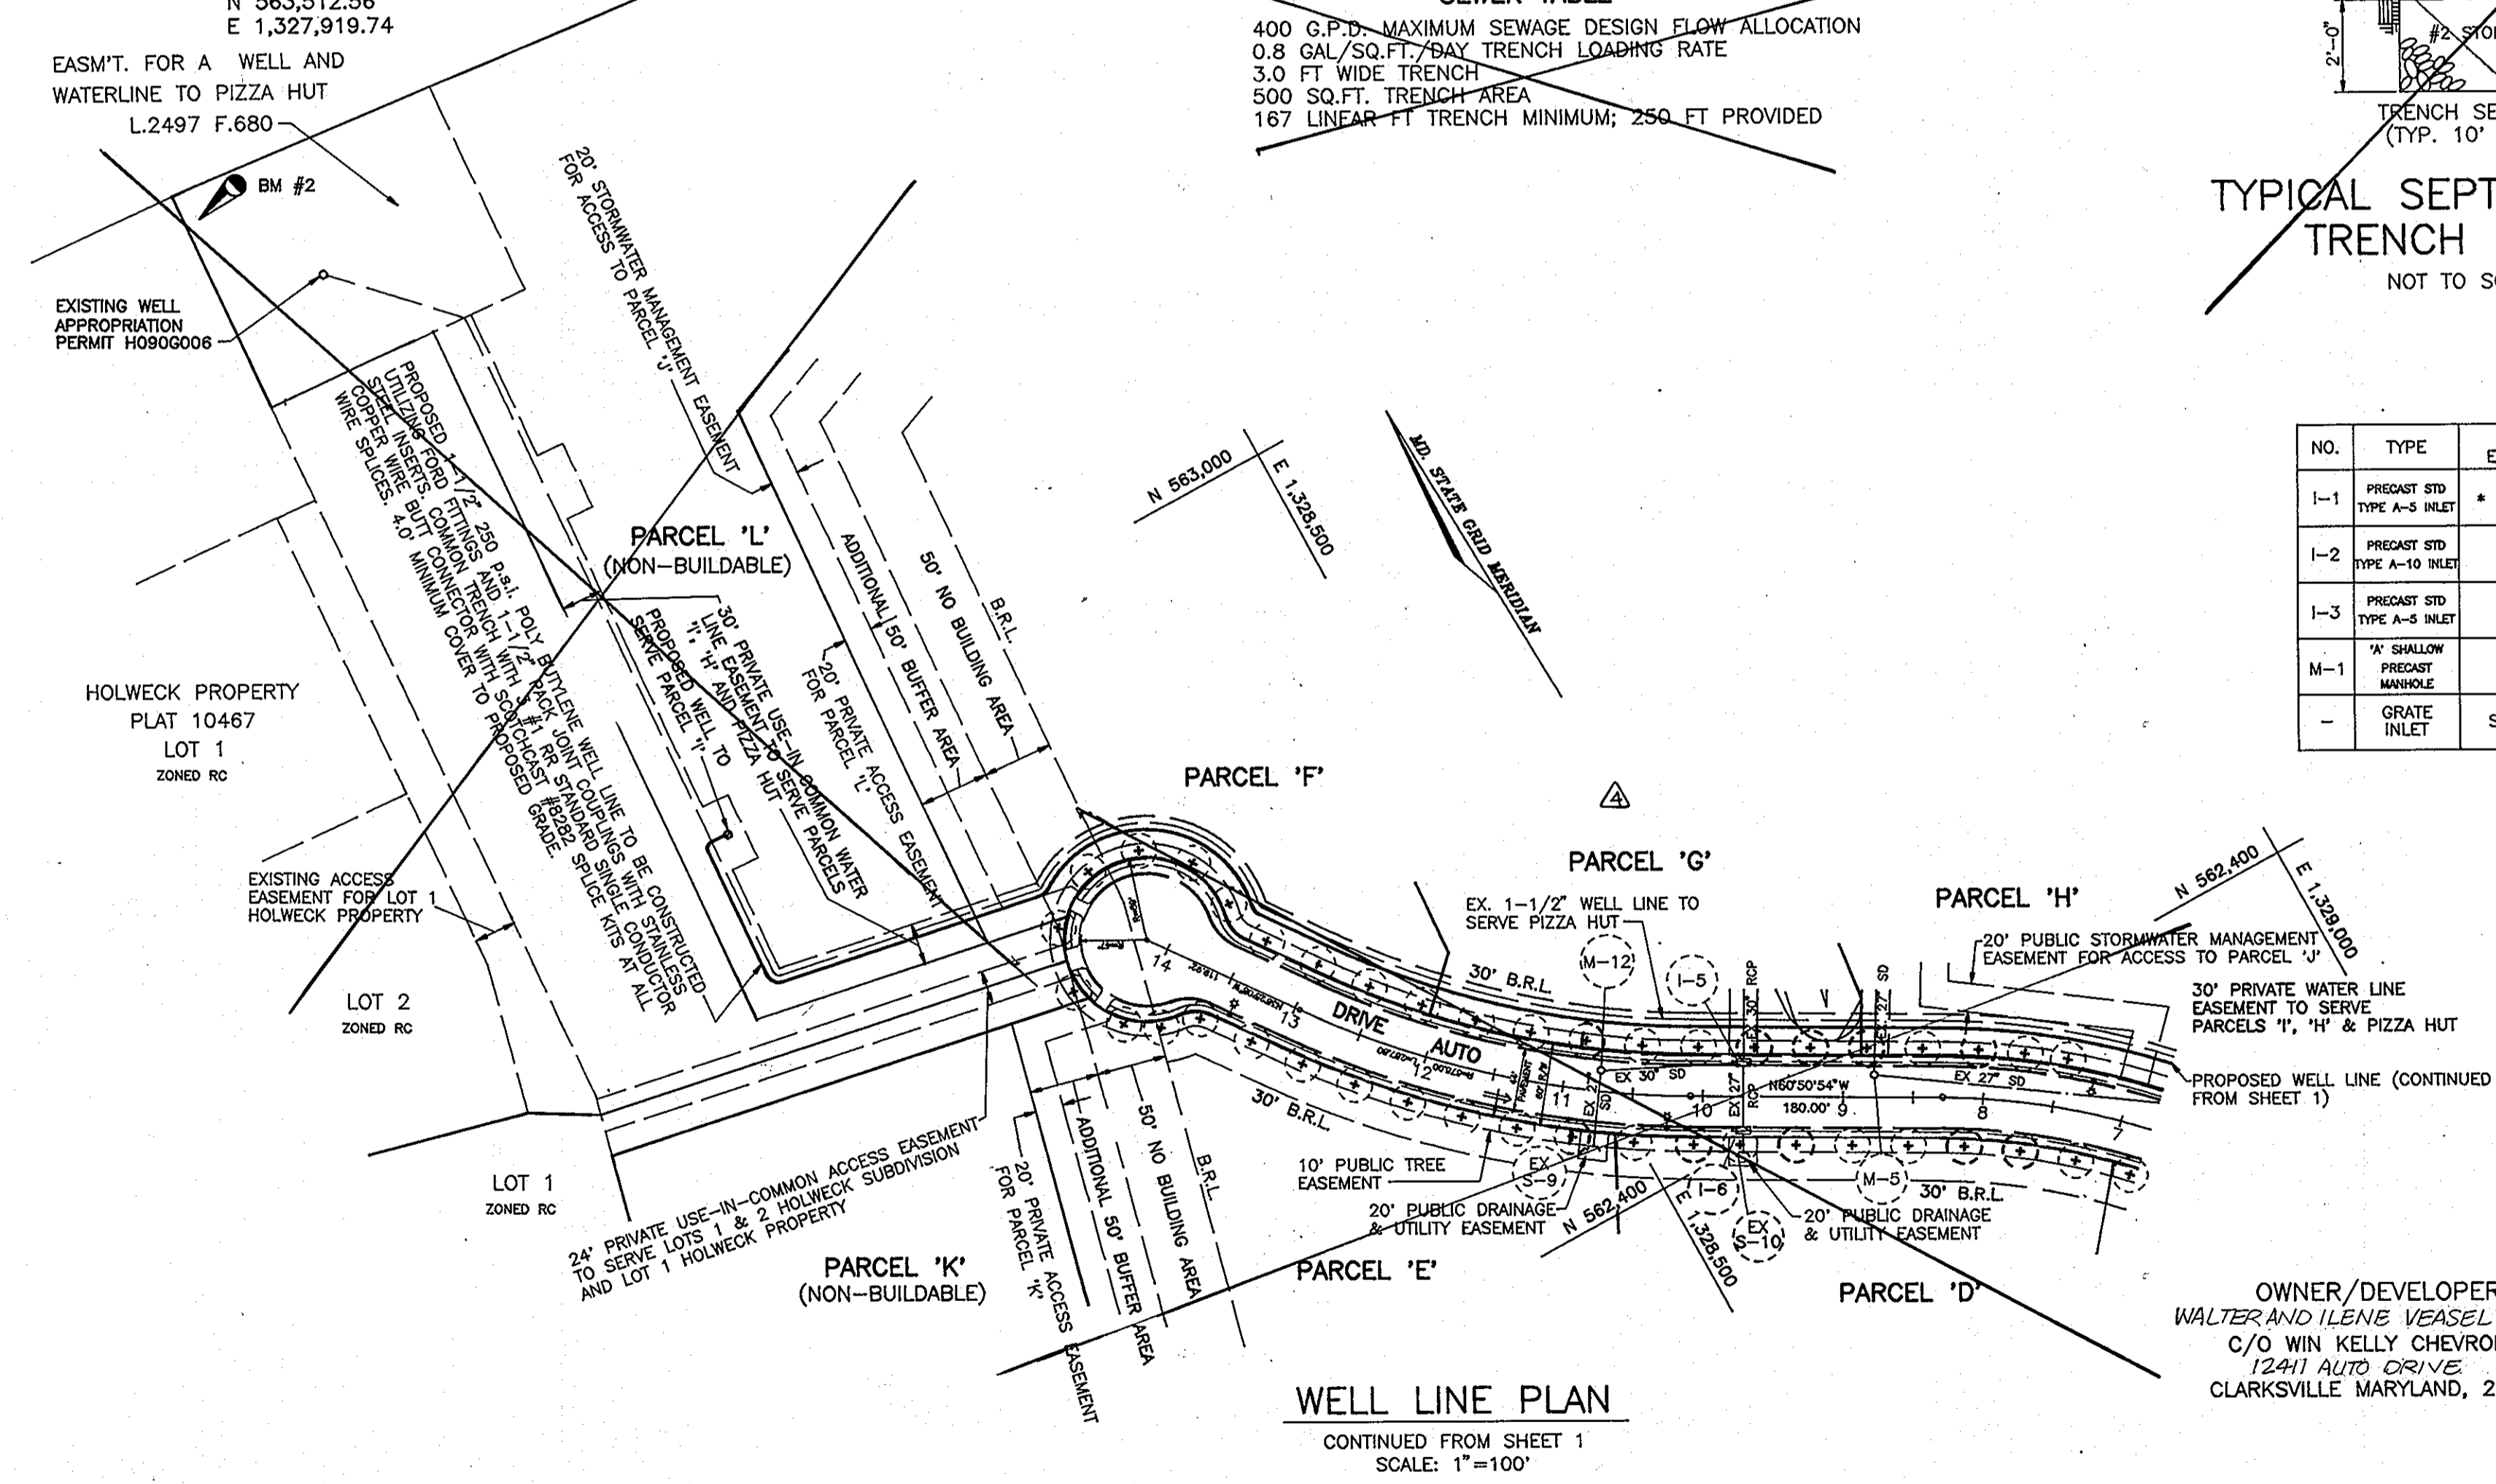 N 563,512.56
E 1,327,919.74
EASM'T. FOR A WELL AND
WATERLINE TO PIZZA HUT
L.2497 F.680
BM #2
EXISTING WELL
APPROPRIATION
PERMIT HO90G006
20' STORMWATER MANAGEMENT EASEMENT
FOR ACCESS TO PARCEL 'J'
SEWER TABLE
400 G.P.D. MAXIMUM SEWAGE DESIGN FLOW ALLOCATION
0.8 GAL/SQ.FT./DAY TRENCH LOADING RATE
3.0 FT WIDE TRENCH
500 SQ.FT. TRENCH AREA
167 LINEAR FT TRENCH MINIMUM; 250 FT PROVIDED
2'-0"
#2 STO
TRENCH SE
(TYP. 10'
TYPICAL SEPT
TRENCH
NOT TO S
NO. TYPE E
I-1 PRECAST STD
TYPE A-5 INLET *
I-2 PRECAST STD
TYPE A-10 INLET
I-3 PRECAST STD
TYPE A-5 INLET
M-1 'A' SHALLOW
PRECAST
MANHOLE
- GRATE
INLET S
PROPOSED 1-1/2" 250 p.s.i. POLY BUTYLENE WELL LINE TO BE CONSTRUCTED
UTILIZING FORD FITTINGS AND 1-1/2" PACK JOINT COUPLINGS WITH STAINLESS
STEEL INSERTS. COMMON TRENCH WITH 3 #1 RR STANDARD SINGLE CONDUCTOR
COPPER WIRE BUTT CONNECTOR WITH SCOTCHCAST #8282 SPLICE KITS AT ALL
WIRE SPLICES. 4.0' MINIMUM COVER TO PROPOSED GRADE.
PARCEL 'L'
(NON-BUILDABLE)
30' PRIVATE USE-IN-COMMON WATER
LINE EASEMENT TO SERVE PARCELS
'I', 'H' AND PIZZA HUT
PROPOSED WELL TO
SERVE PARCEL 'I'
20' PRIVATE ACCESS EASEMENT
FOR PARCEL 'L'
ADDITIONAL 50' BUFFER AREA
50' NO BUILDING AREA
B.R.L.
N 563,000
E 1,328,500
MD. STATE GRID MERIDIAN
HOLWECK PROPERTY
PLAT 10467
LOT 1
ZONED RC
EXISTING ACCESS
EASEMENT FOR LOT 1
HOLWECK PROPERTY
LOT 2
ZONED RC
LOT 1
ZONED RC
24' PRIVATE USE-IN-COMMON ACCESS EASEMENT
TO SERVE LOTS 1 & 2 HOLWECK SUBDIVISION
AND LOT 1 HOLWECK PROPERTY
PARCEL 'K'
(NON-BUILDABLE)
20' PRIVATE ACCESS EASEMENT
FOR PARCEL 'K'
ADDITIONAL 50' BUFFER AREA
50' NO BUILDING AREA
B.R.L.
PARCEL 'F'
4
PARCEL 'G'
PARCEL 'H'
EX. 1-1/2" WELL LINE TO
SERVE PIZZA HUT
M-12
I-5
EX 30" RCP
EX. 27" SD
N 562,400
E 1,329,000
20' PUBLIC STORMWATER MANAGEMENT
EASEMENT FOR ACCESS TO PARCEL 'J'
30' PRIVATE WATER LINE
EASEMENT TO SERVE
PARCELS 'I', 'H' & PIZZA HUT
PROPOSED WELL LINE (CONTINUED
FROM SHEET 1)
30' B.R.L.
14
13
DRIVE
AUTO
12
11
10
9
8
7
EX 30" SD
EX 27" SD
EX 27" RCP
N60°50'54"W
180.00'
EX 27" SD
30' B.R.L.
10' PUBLIC TREE
EASEMENT
EX
S-9
20' PUBLIC DRAINAGE
& UTILITY EASEMENT
N 562,400
E 1,328,500
I-6
EX
S-10
M-5
30' B.R.L.
20' PUBLIC DRAINAGE
& UTILITY EASEMENT
PARCEL 'E'
PARCEL 'D'
OWNER/DEVELOPER
WALTER AND ILENE VEASEL
C/O WIN KELLY CHEVRO
12411 AUTO DRIVE
CLARKSVILLE MARYLAND, 2
WELL LINE PLAN
CONTINUED FROM SHEET 1
SCALE: 1"=100'